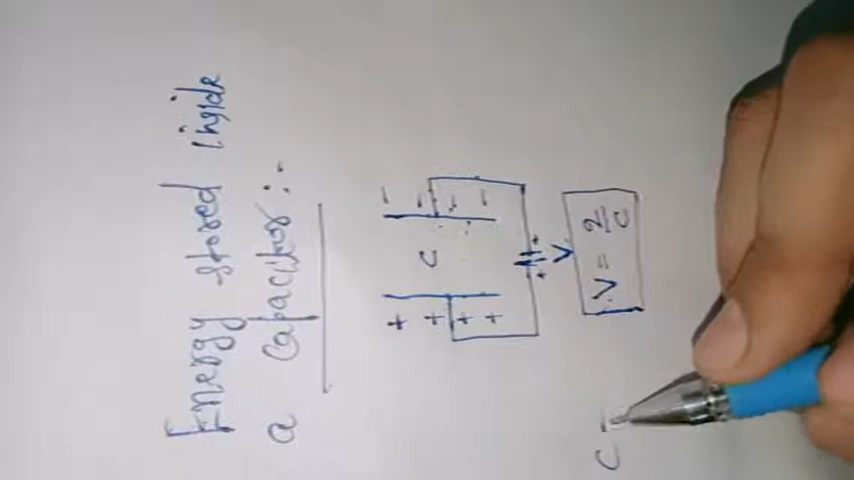 Energy stored inside
a capacitor :-
+ + + +
C
- - - -
+ -
V
V = q/C
C